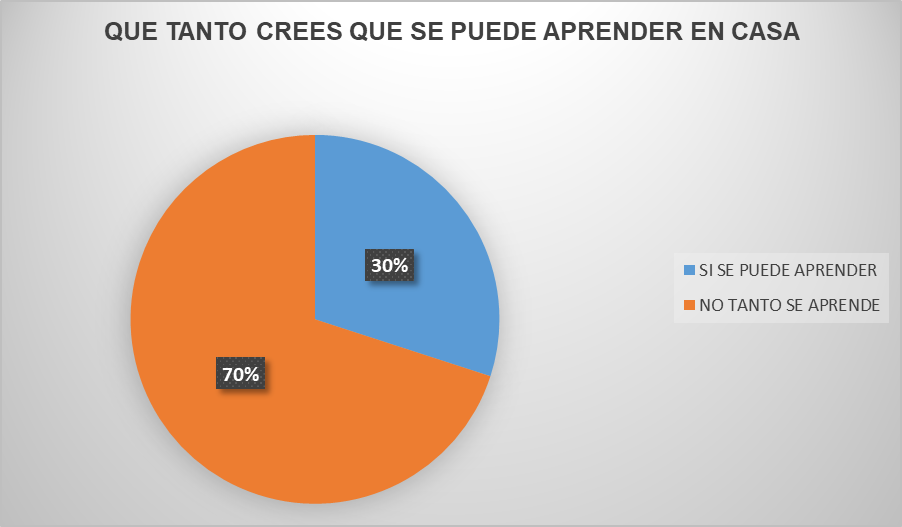 QUE TANTO CREES QUE SE PUEDE APRENDER EN CASA
30%
70%
SI SE PUEDE APRENDER
NO TANTO SE APRENDE